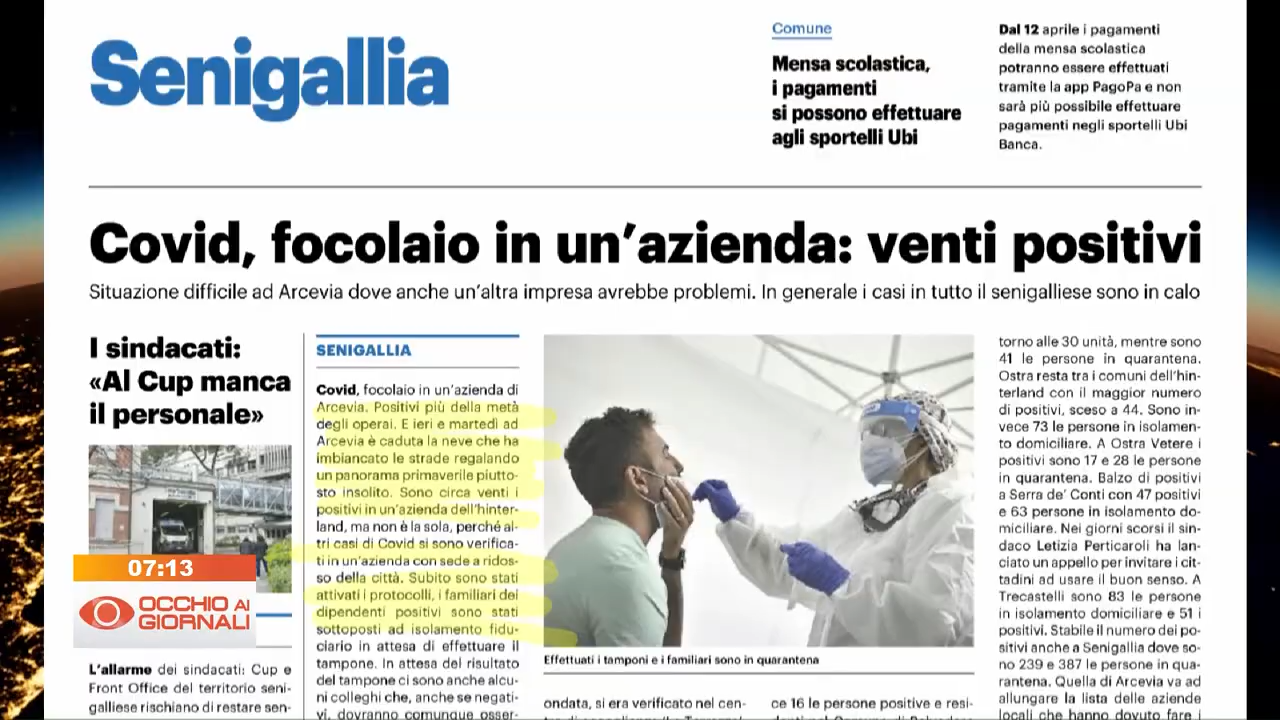 Senigallia
Comune
Mensa scolastica,
i pagamenti
si possono effettuare
agli sportelli Ubi
Dal 12 aprile i pagamenti
della mensa scolastica
potranno essere effettuati
tramite la app PagoPa e non
sarà più possibile effettuare
pagamenti negli sportelli Ubi
Banca.
Covid, focolaio in un'azienda: venti positivi
Situazione difficile ad Arcevia dove anche un'altra impresa avrebbe problemi. In generale i casi in tutto il senigalliese sono in calo
I sindacati:
«Al Cup manca
il personale»
07:13
OCCHIO AI
GIORNALI
L'allarme dei sindacati: Cup e
Front Office del territorio seni-
galliese rischiano di restare sen-
SENIGALLIA
Covid, focolaio in un'azienda di
Arcevia. Positivi più della metà
degli operai. E ieri e martedì ad
Arcevia è caduta la neve che ha
imbiancato le strade regalando
un panorama primaverile piutto-
sto insolito. Sono circa venti i
positivi in un'azienda dell'hinter-
land, ma non è la sola, perché al-
tri casi di Covid si sono verifica-
ti in un'azienda con sede a ridos-
so della città. Subito sono stati
attivati i protocolli, i familiari dei
dipendenti positivi sono stati
sottoposti ad isolamento fidu-
ciario in attesa di effettuare il
tampone. In attesa del risultato
del tampone ci sono anche alcu-
ni colleghi che, anche se negati-
vi, dovranno comunque osser-
Effettuati i tamponi e i familiari sono in quarantena
ondata, si era verificato nel cen-
ce 16 le persone positive e resi-
torno alle 30 unità, mentre sono
41 le persone in quarantena.
Ostra resta tra i comuni dell'hin-
terland con il maggior numero
di positivi, sceso a 44. Sono in-
vece 73 le persone in isolamen-
to domiciliare. A Ostra Vetere i
positivi sono 17 e 28 le persone
in quarantena. Balzo di positivi
a Serra de' Conti con 47 positivi
e 63 persone in isolamento do-
miciliare. Nei giorni scorsi il sin-
daco Letizia Perticaroli ha lan-
ciato un appello per invitare i cit-
tadini ad usare il buon senso. A
Trecastelli sono 83 le persone
in isolamento domiciliare e 51 i
positivi. Stabile il numero dei po-
sitivi anche a Senigallia dove so-
no 239 e 387 le persone in qua-
rantena. Quella di Arcevia va ad
allungare la lista delle aziende
locali che hanno dovuto fare i